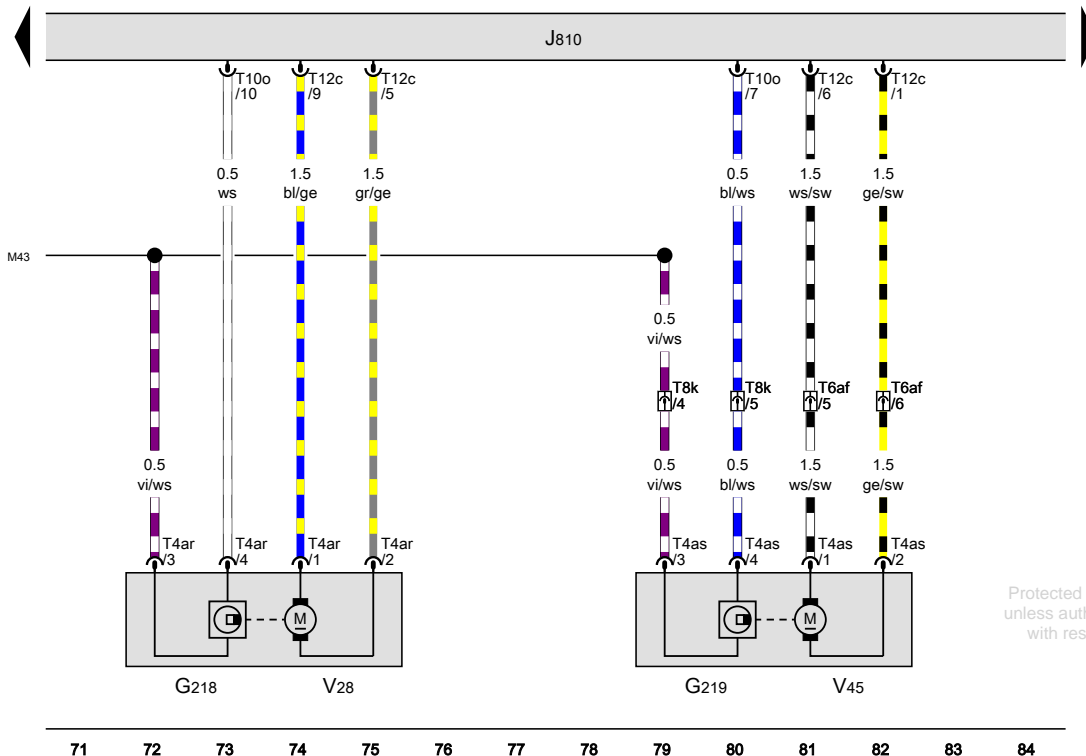 J810
T10o
/10
T12c
/9
T12c
/5
T10o
/7
T12c
/6
T12c
/1
0.5
ws
1.5
bl/ge
1.5
gr/ge
0.5
bl/ws
1.5
ws/sw
1.5
ge/sw
M43
0.5
vi/ws
T8k
/4
T8k
/5
T6af
/5
T6af
/6
0.5
vi/ws
0.5
vi/ws
0.5
bl/ws
1.5
ws/sw
1.5
ge/sw
T4ar
/3
T4ar
/4
T4ar
/1
T4ar
/2
T4as
/3
T4as
/4
T4as
/1
T4as
/2
M
M
Protected
unless auth
with res
G218
V28
G219
V45
71 72 73 74 75 76 77 78 79 80 81 82 83 84